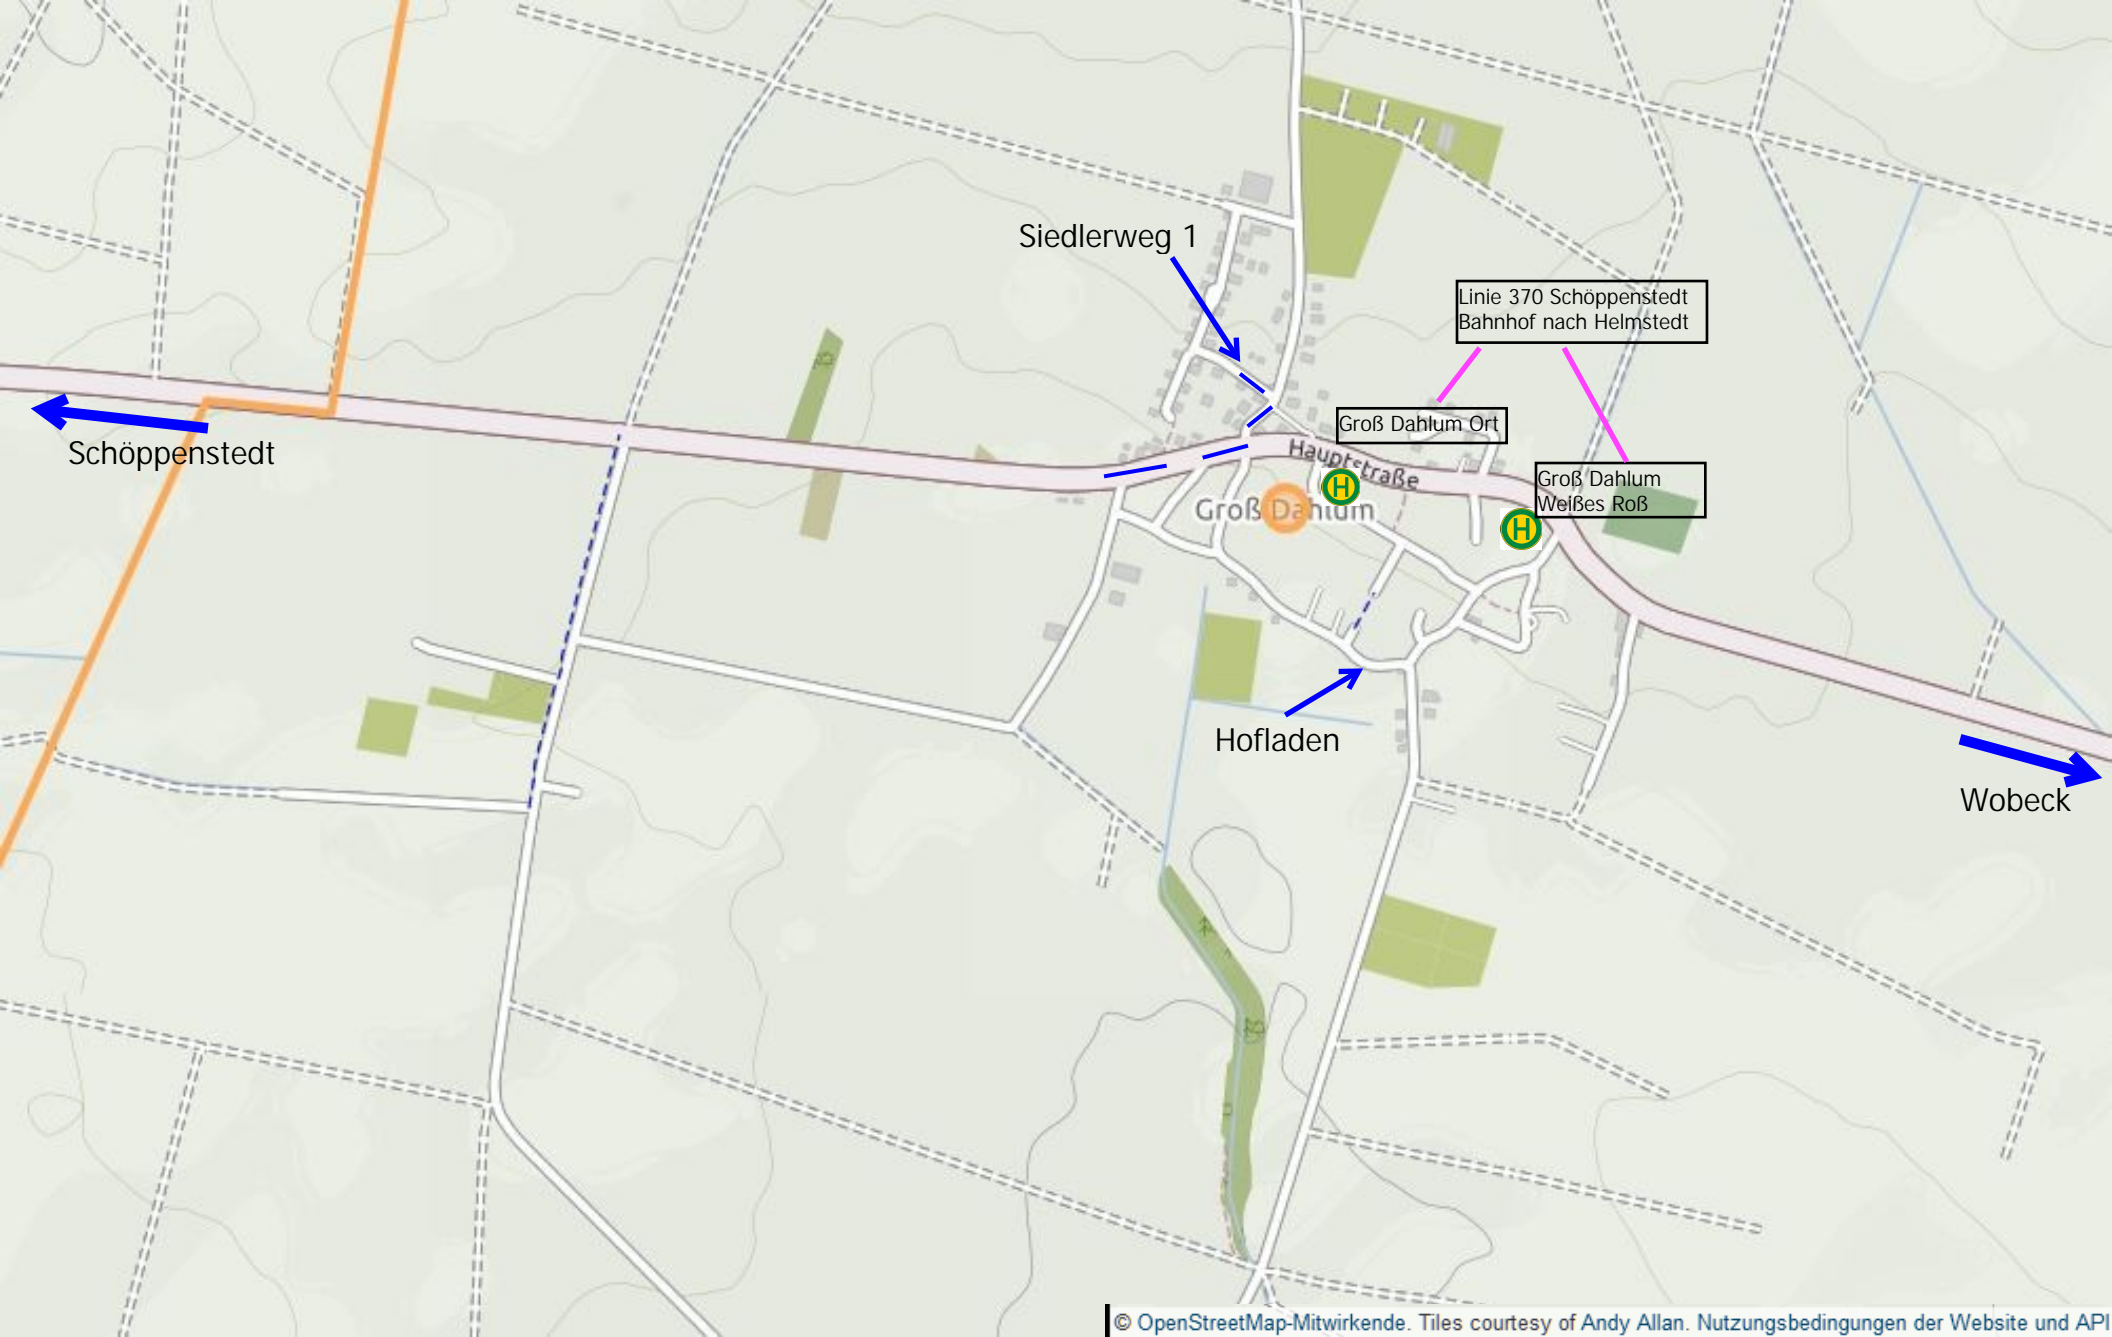 Siedlerweg 1
Linie 370 Schöppenstedt
Bahnhof nach Helmstedt
Groß Dahlum Ort
Schöppenstedt
Hauptstraße
Groß Dahlum
Weißes Roß
H
Groß Dahlum
H
Hofladen
Wobeck
© OpenStreetMap-Mitwirkende. Tiles courtesy of Andy Allan. Nutzungsbedingungen der Website und API